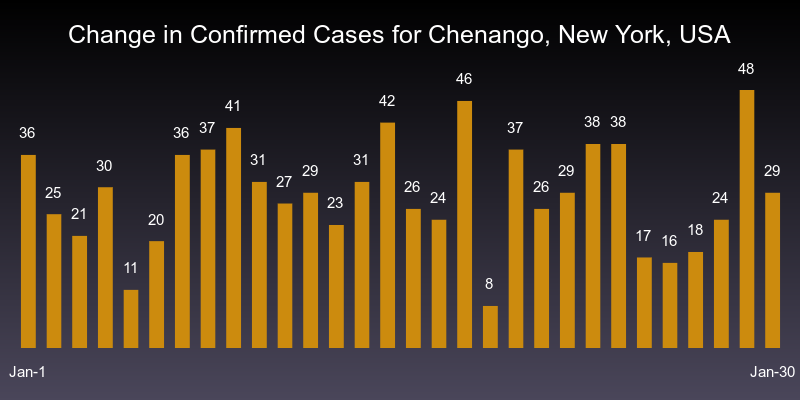 Change in Confirmed Cases for Chenango, New York, USA
36 25 21 30 11 20 36 37 41 31 27 29 23 31 42 26 24 46 8 37 26 29 38 38 17 16 18 24 48 29
Jan-1 Jan-30